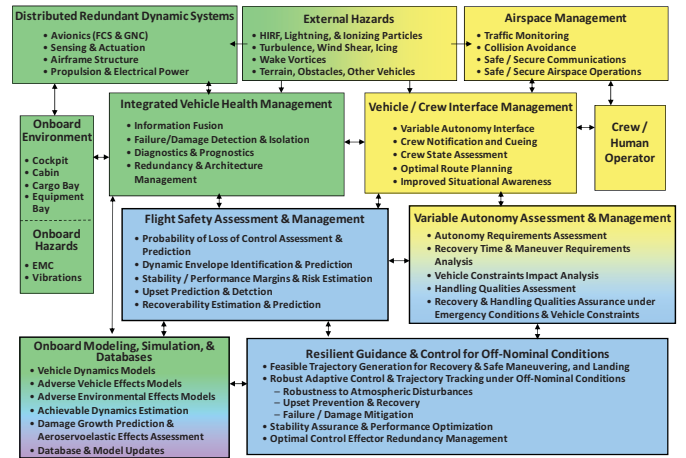 Distributed Redundant Dynamic Systems
• Avionics (FCS & GNC)
• Sensing & Actuation
• Airframe Structure
• Propulsion & Electrical Power
External Hazards
• HIRF, Lightning, & Ionizing Particles
• Turbulence, Wind Shear, Icing
• Wake Vortices
• Terrain, Obstacles, Other Vehicles
Airspace Management
• Traffic Monitoring
• Collision Avoidance
• Safe / Secure Communications
• Safe / Secure Airspace Operations
Onboard
Environment
• Cockpit
• Cabin
• Cargo Bay
• Equipment
Bay
Onboard
Hazards
• EMC
• Vibrations
Integrated Vehicle Health Management
• Information Fusion
• Failure/Damage Detection & Isolation
• Diagnostics & Prognostics
• Redundancy & Architecture
Management
Vehicle / Crew Interface Management
• Variable Autonomy Interface
• Crew Notification and Cueing
• Crew State Assessment
• Optimal Route Planning
• Improved Situational Awareness
Crew /
Human
Operator
Flight Safety Assessment & Management
• Probability of Loss of Control Assessment &
Prediction
• Dynamic Envelope Identification & Prediction
• Stability / Performance Margins & Risk Estimation
• Upset Prediction & Detction
• Recoverability Estimation & Prediction
Variable Autonomy Assessment & Management
• Autonomy Requirements Assessment
• Recovery Time & Maneuver Requirements
Analysis
• Vehicle Constraints Impact Analysis
• Handling Qualities Assessment
• Recovery & Handling Qualities Assurance under
Emergency Conditions & Vehicle Constraints
Onboard Modeling, Simulation, &
Databases
• Vehicle Dynamics Models
• Adverse Vehicle Effects Models
• Adverse Environmental Effects Models
• Achievable Dynamics Estimation
• Damage Growth Prediction &
Aeroservoelastic Effects Assessment
• Database & Model Updates
Resilient Guidance & Control for Off-Nominal Conditions
• Feasible Trajectory Generation for Recovery & Safe Maneuvering, and Landing
• Robust Adaptive Control & Trajectory Tracking under Off-Nominal Conditions
– Robustness to Atmospheric Disturbances
– Upset Prevention & Recovery
– Failure / Damage Mitigation
• Stability Assurance & Performance Optimization
• Optimal Control Effector Redundancy Management